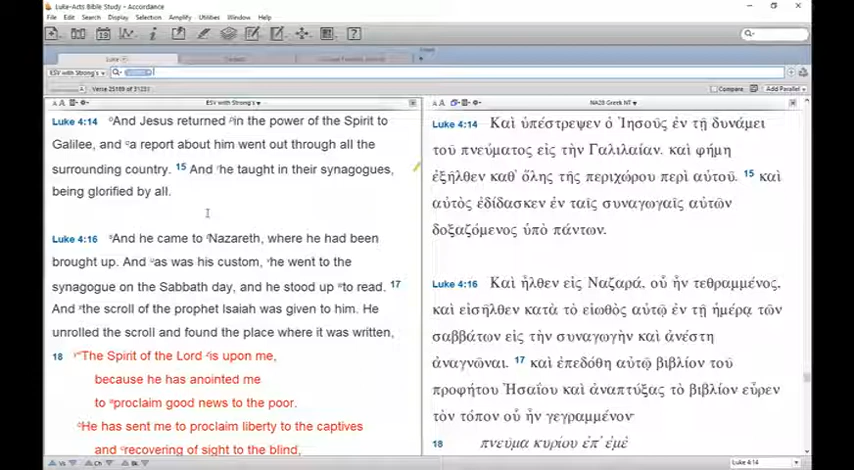 Luke-Acts Bible Study - Accordance
File Edit Search Display Selection Amplify Utilities Window Help
Luke
ESV with Strong's
Verse 25189 of 31231
Compare Add Parallel
ESV with Strong's
Luke 4:14 And Jesus returned in the power of the Spirit to
Galilee, and a report about him went out through all the
surrounding country. 15 And he taught in their synagogues,
being glorified by all.
Luke 4:16 And he came to Nazareth, where he had been
brought up. And as was his custom, he went to the
synagogue on the Sabbath day, and he stood up to read. 17
And the scroll of the prophet Isaiah was given to him. He
unrolled the scroll and found the place where it was written,
18 "The Spirit of the Lord is upon me,
because he has anointed me
to proclaim good news to the poor.
He has sent me to proclaim liberty to the captives
and recovering of sight to the blind,
NA28 Greek NT
Luke 4:14 Καὶ ὑπέστρεψεν ὁ Ἰησοῦς ἐν τῇ δυνάμει
τοῦ πνεύματος εἰς τὴν Γαλιλαίαν. καὶ φήμη
ἐξῆλθεν καθ’ ὅλης τῆς περιχώρου περὶ αὐτοῦ. 15 καὶ
αὐτὸς ἐδίδασκεν ἐν ταῖς συναγωγαῖς αὐτῶν
δοξαζόμενος ὑπὸ πάντων.
Luke 4:16 Καὶ ἦλθεν εἰς Ναζαρά, οὗ ἦν τεθραμμένος,
καὶ εἰσῆλθεν κατὰ τὸ εἰωθὸς αὐτῷ ἐν τῇ ἡμέρᾳ τῶν
σαββάτων εἰς τὴν συναγωγὴν καὶ ἀνέστη
ἀναγνῶναι. 17 καὶ ἐπεδόθη αὐτῷ βιβλίον τοῦ
προφήτου Ἠσαΐου καὶ ἀναπτύξας τὸ βιβλίον εὗρεν
τὸν τόπον οὗ ἦν γεγραμμένον·
18 πνεῦμα κυρίου ἐπ’ ἐμὲ
Vs Ch Bk
Luke 4:14